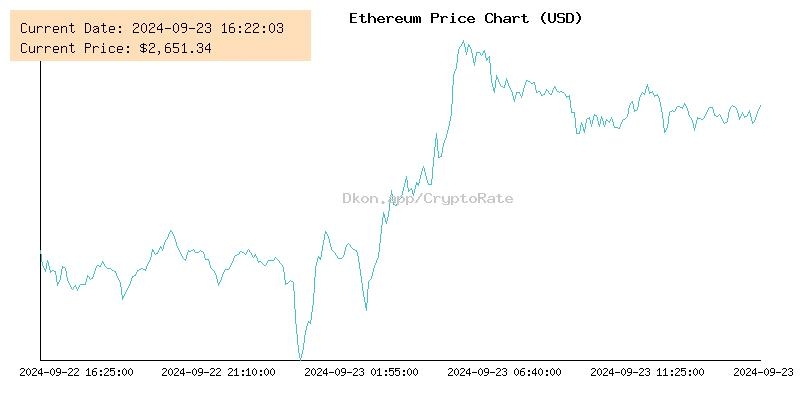 Ethereum Price Chart (USD)
Current Date: 2024-09-23 16:22:03
Current Price: $2,651.34
Dkon.app/CryptoRate
2024-09-22 16:25:00 2024-09-22 21:10:00 2024-09-23 01:55:00 2024-09-23 06:40:00 2024-09-23 11:25:00 2024-09-23